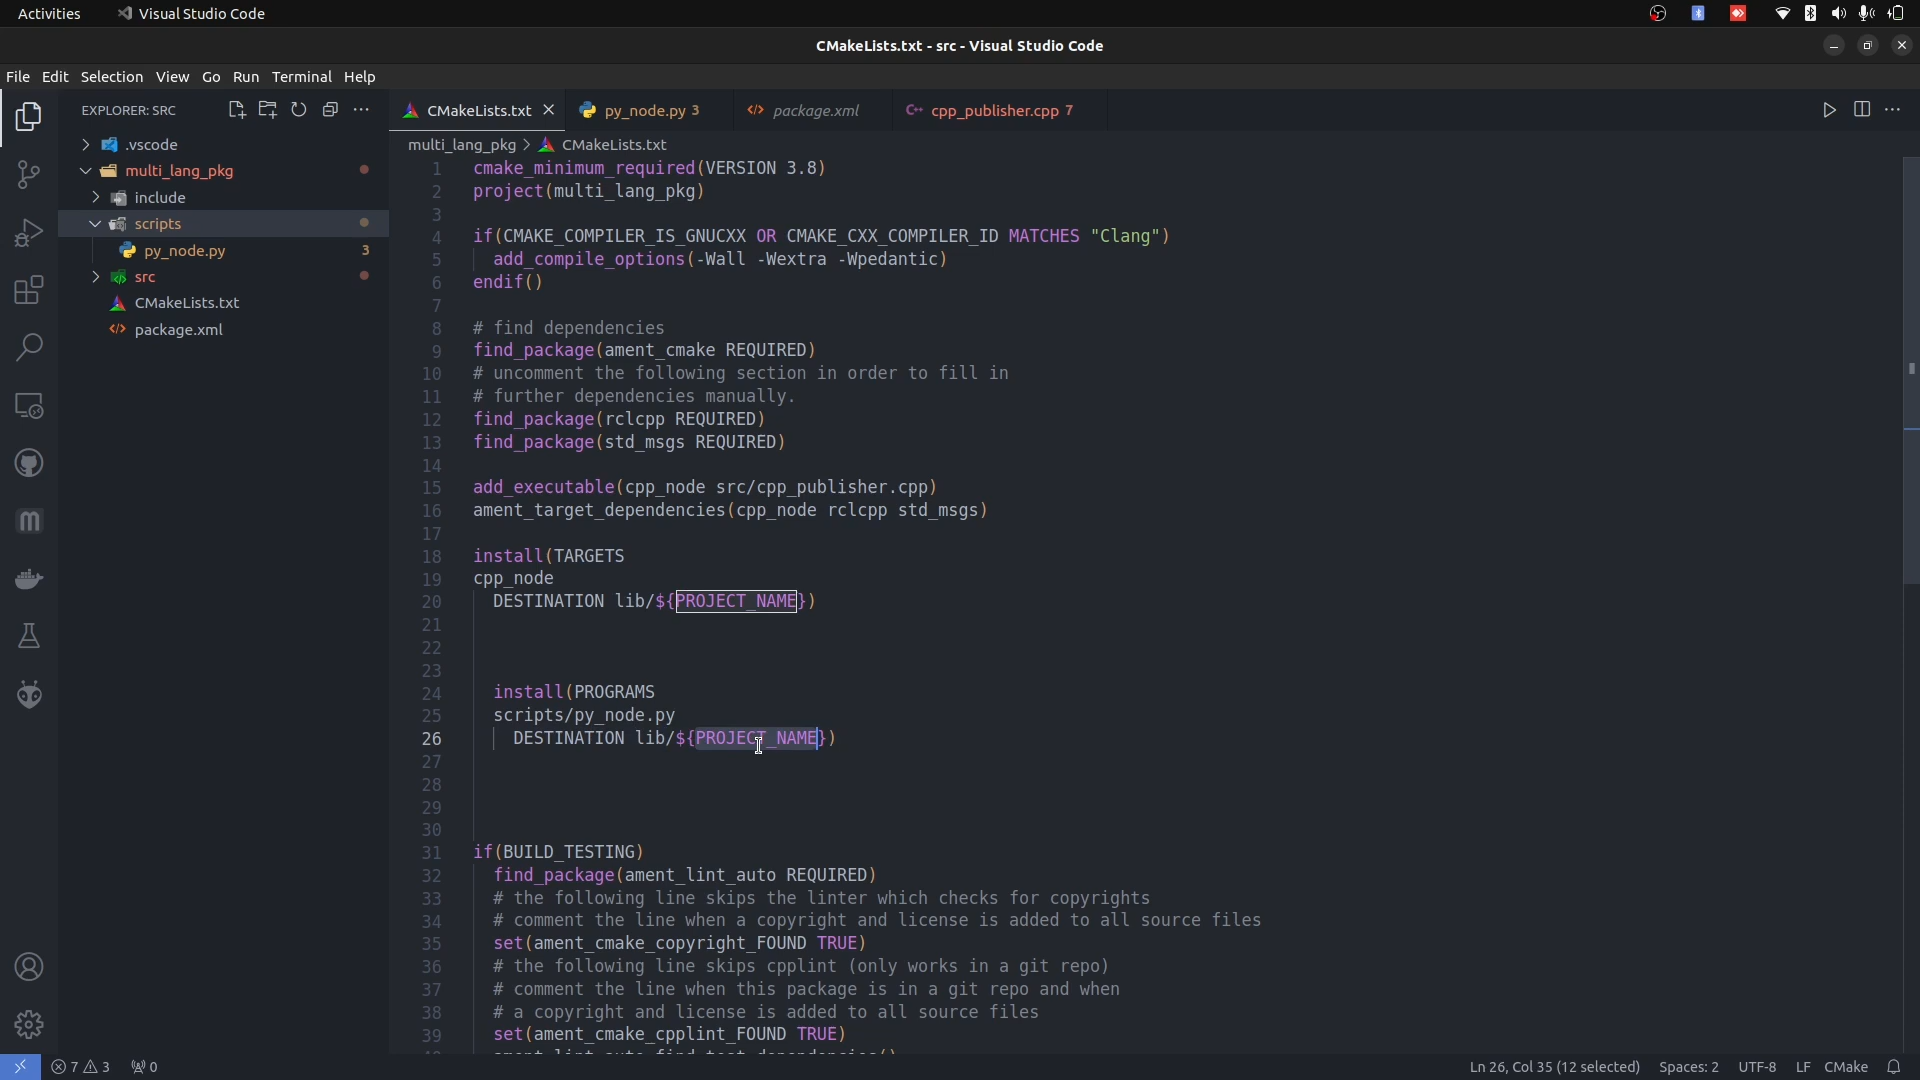 Activities
Visual Studio Code
CMakeLists.txt - src - Visual Studio Code
File Edit Selection View Go Run Terminal Help
EXPLORER: SRC
CMakeLists.txt
py_node.py 3
package.xml
cpp_publisher.cpp 7
.vscode
multi_lang_pkg
include
scripts
py_node.py 3
src
CMakeLists.txt
package.xml
multi_lang_pkg > CMakeLists.txt
1 cmake_minimum_required(VERSION 3.8)
2 project(multi_lang_pkg)
3
4 if(CMAKE_COMPILER_IS_GNUCXX OR CMAKE_CXX_COMPILER_ID MATCHES "Clang")
5 add_compile_options(-Wall -Wextra -Wpedantic)
6 endif()
7
8 # find dependencies
9 find_package(ament_cmake REQUIRED)
10 # uncomment the following section in order to fill in
11 # further dependencies manually.
12 find_package(rclcpp REQUIRED)
13 find_package(std_msgs REQUIRED)
14
15 add_executable(cpp_node src/cpp_publisher.cpp)
16 ament_target_dependencies(cpp_node rclcpp std_msgs)
17
18 install(TARGETS
19 cpp_node
20 DESTINATION lib/${PROJECT_NAME})
21
22
23
24 install(PROGRAMS
25 scripts/py_node.py
26 DESTINATION lib/${PROJECT_NAME})
27
28
29
30
31 if(BUILD_TESTING)
32 find_package(ament_lint_auto REQUIRED)
33 # the following line skips the linter which checks for copyrights
34 # comment the line when a copyright and license is added to all source files
35 set(ament_cmake_copyright_FOUND TRUE)
36 # the following line skips cpplint (only works in a git repo)
37 # comment the line when this package is in a git repo and when
38 # a copyright and license is added to all source files
39 set(ament_cmake_cpplint_FOUND TRUE)
7 3 0
Ln 26, Col 35 (12 selected) Spaces: 2 UTF-8 LF CMake